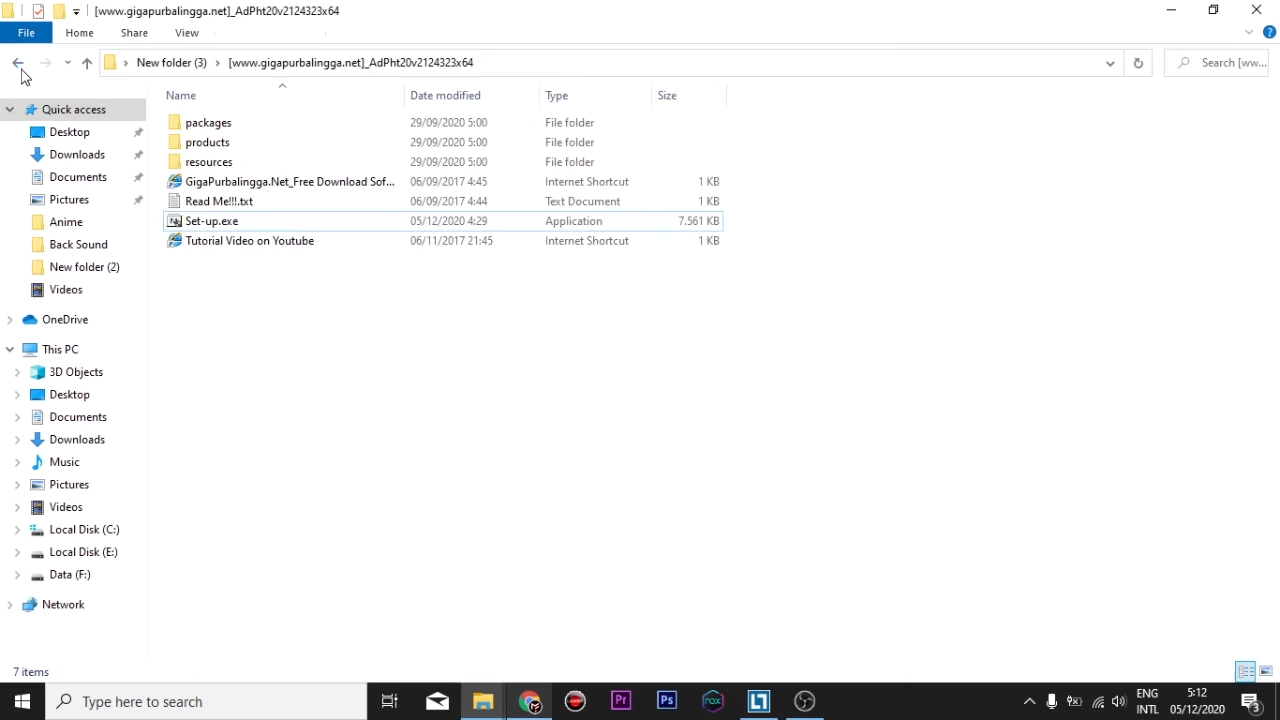 [www.gigapurbalingga.net]_AdPht20v2124323x64
File Home Share View
New folder (3) [www.gigapurbalingga.net]_AdPht20v2124323x64 Search [ww...
Name Date modified Type Size
Quick access
Desktop
Downloads
Documents
Pictures
Anime
Back Sound
New folder (2)
Videos
OneDrive
This PC
3D Objects
Desktop
Documents
Downloads
Music
Pictures
Videos
Local Disk (C:)
Local Disk (E:)
Data (F:)
Network
packages 29/09/2020 5:00 File folder
products 29/09/2020 5:00 File folder
resources 29/09/2020 5:00 File folder
GigaPurbalingga.Net_Free Download Sof... 06/09/2017 4:45 Internet Shortcut 1 KB
Read Me!!!.txt 06/09/2017 4:44 Text Document 1 KB
Set-up.exe 05/12/2020 4:29 Application 7.561 KB
Tutorial Video on Youtube 06/11/2017 21:45 Internet Shortcut 1 KB
7 items
Type here to search
Pr
Ps
nox
ENG
INTL
5:12
05/12/2020
3